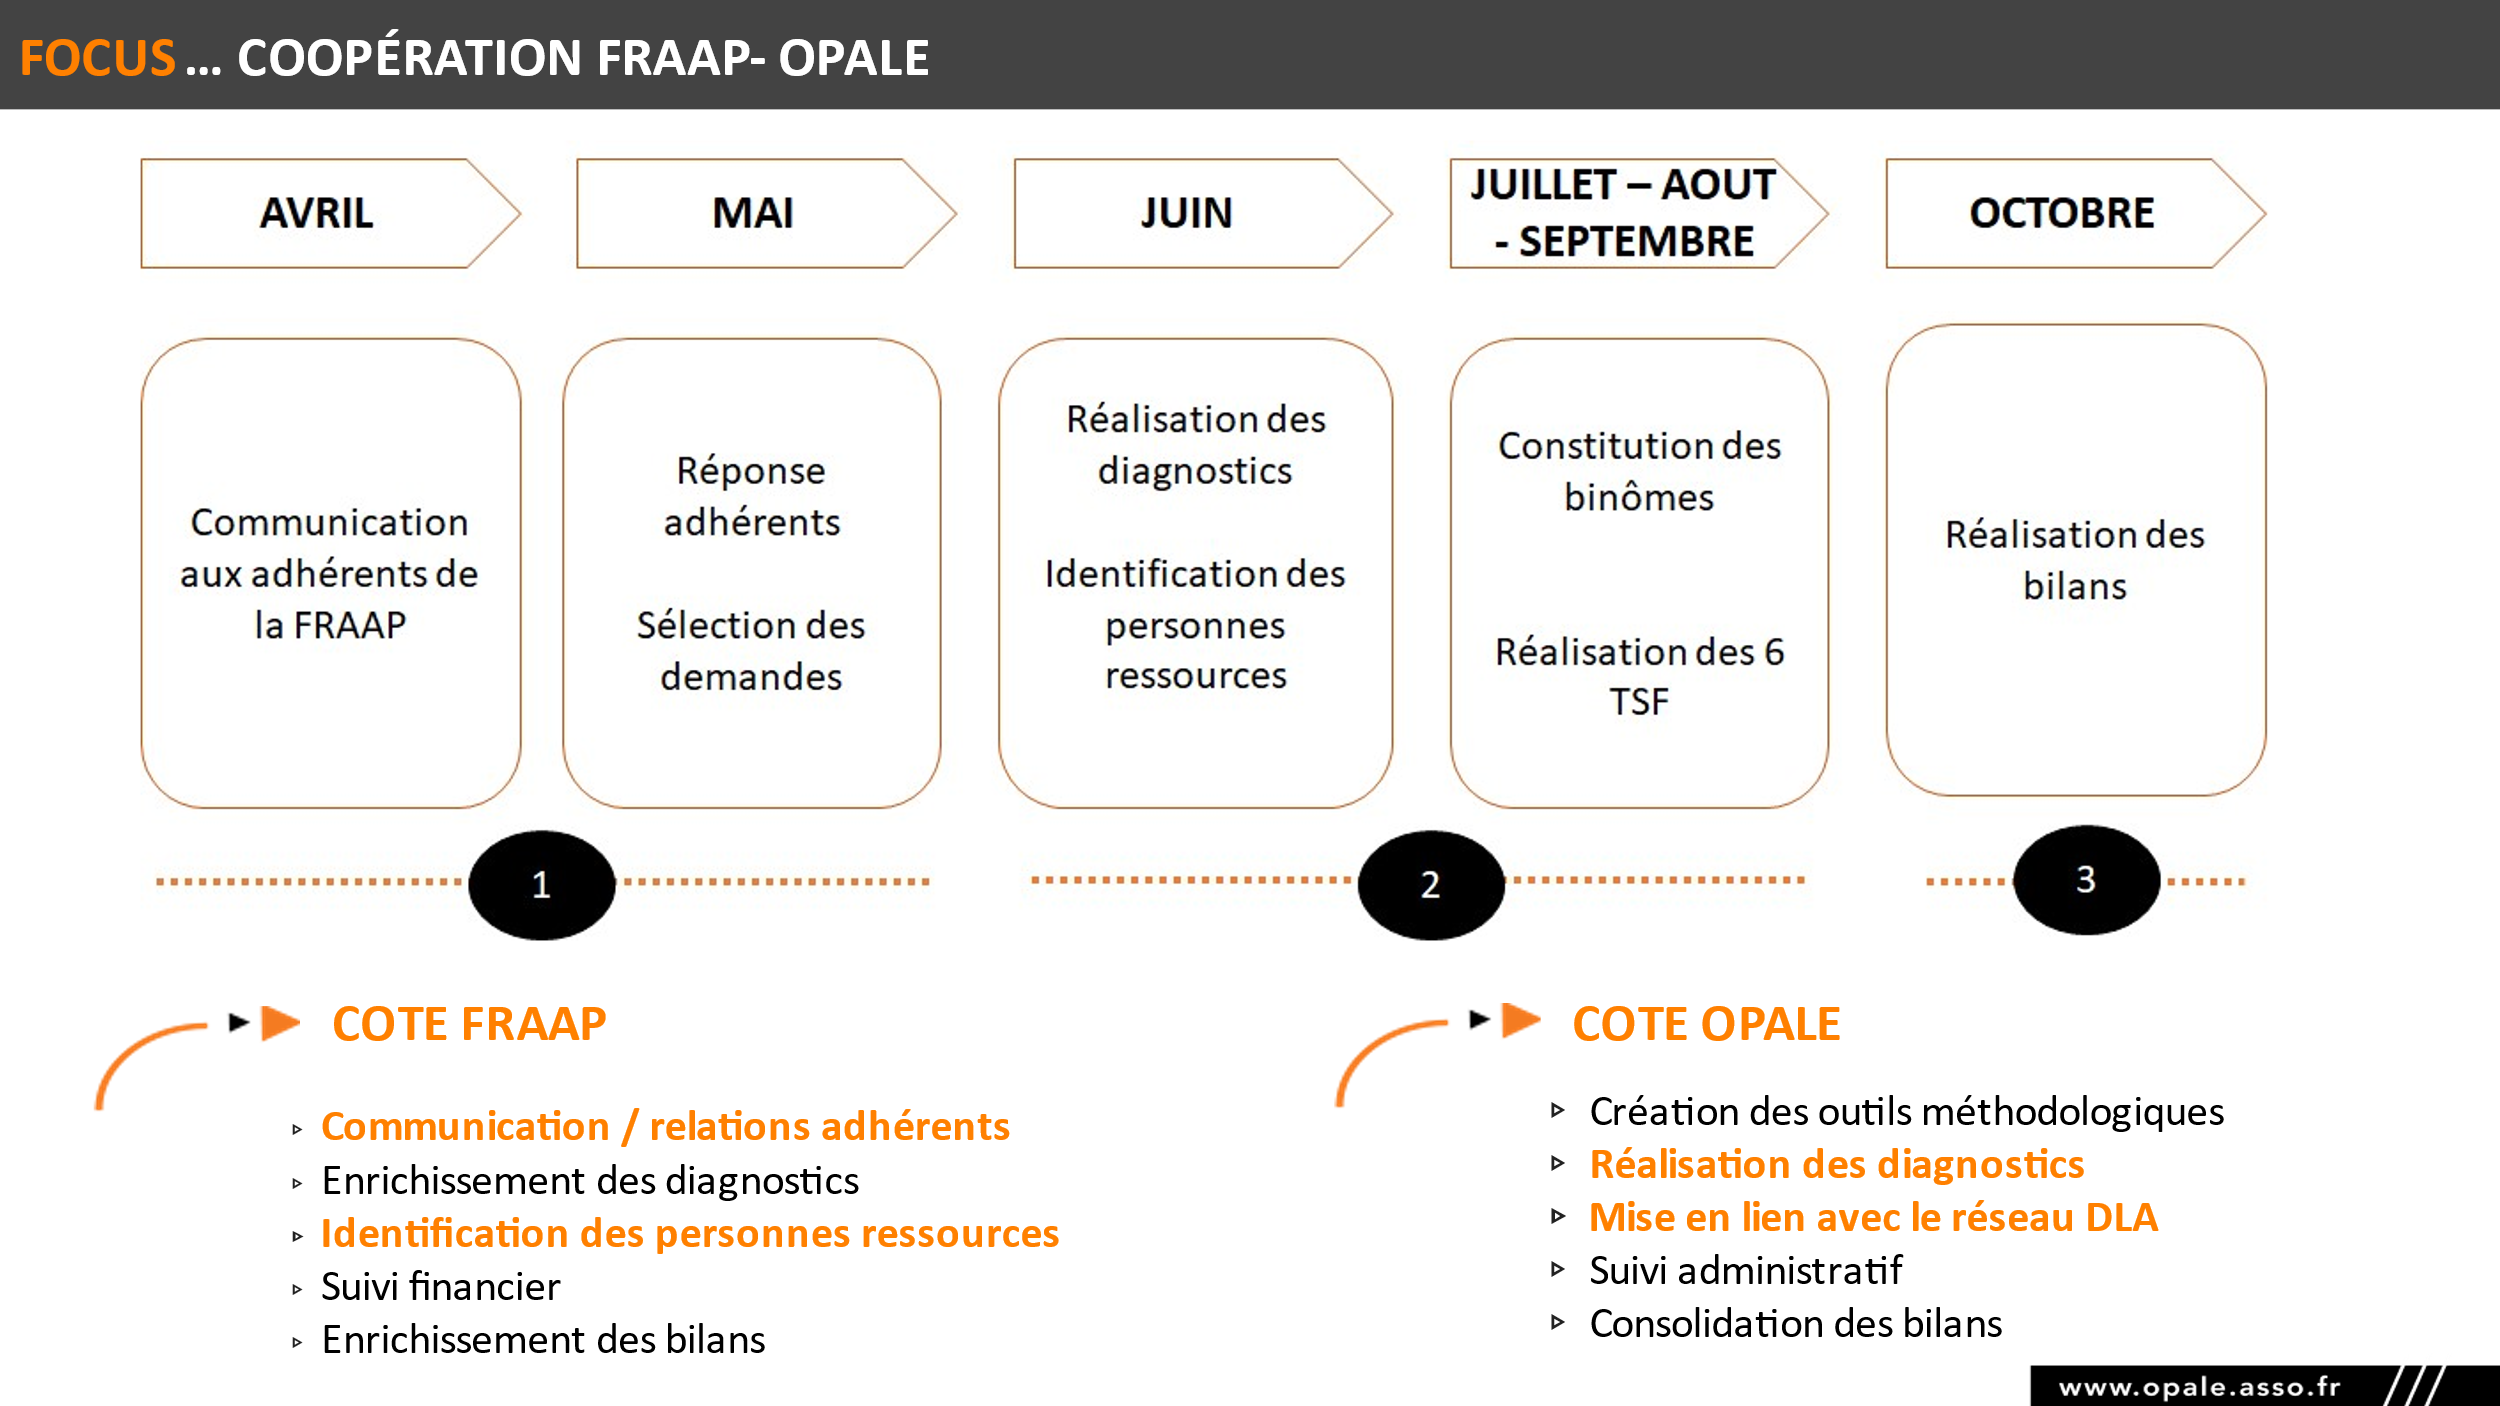 FOCUS ... COOPÉRATION FRAAP- OPALE
AVRIL
MAI
JUIN
JUILLET – AOUT
- SEPTEMBRE
OCTOBRE
Communication
aux adhérents de
la FRAAP
Réponse
adhérents
Sélection des
demandes
Réalisation des
diagnostics
Identification des
personnes
ressources
Constitution des
binômes
Réalisation des 6
TSF
Réalisation des
bilans
1
2
3
COTE FRAAP
Communication / relations adhérents
Enrichissement des diagnostics
Identification des personnes ressources
Suivi financier
Enrichissement des bilans
COTE OPALE
Création des outils méthodologiques
Réalisation des diagnostics
Mise en lien avec le réseau DLA
Suivi administratif
Consolidation des bilans
www.opale.asso.fr